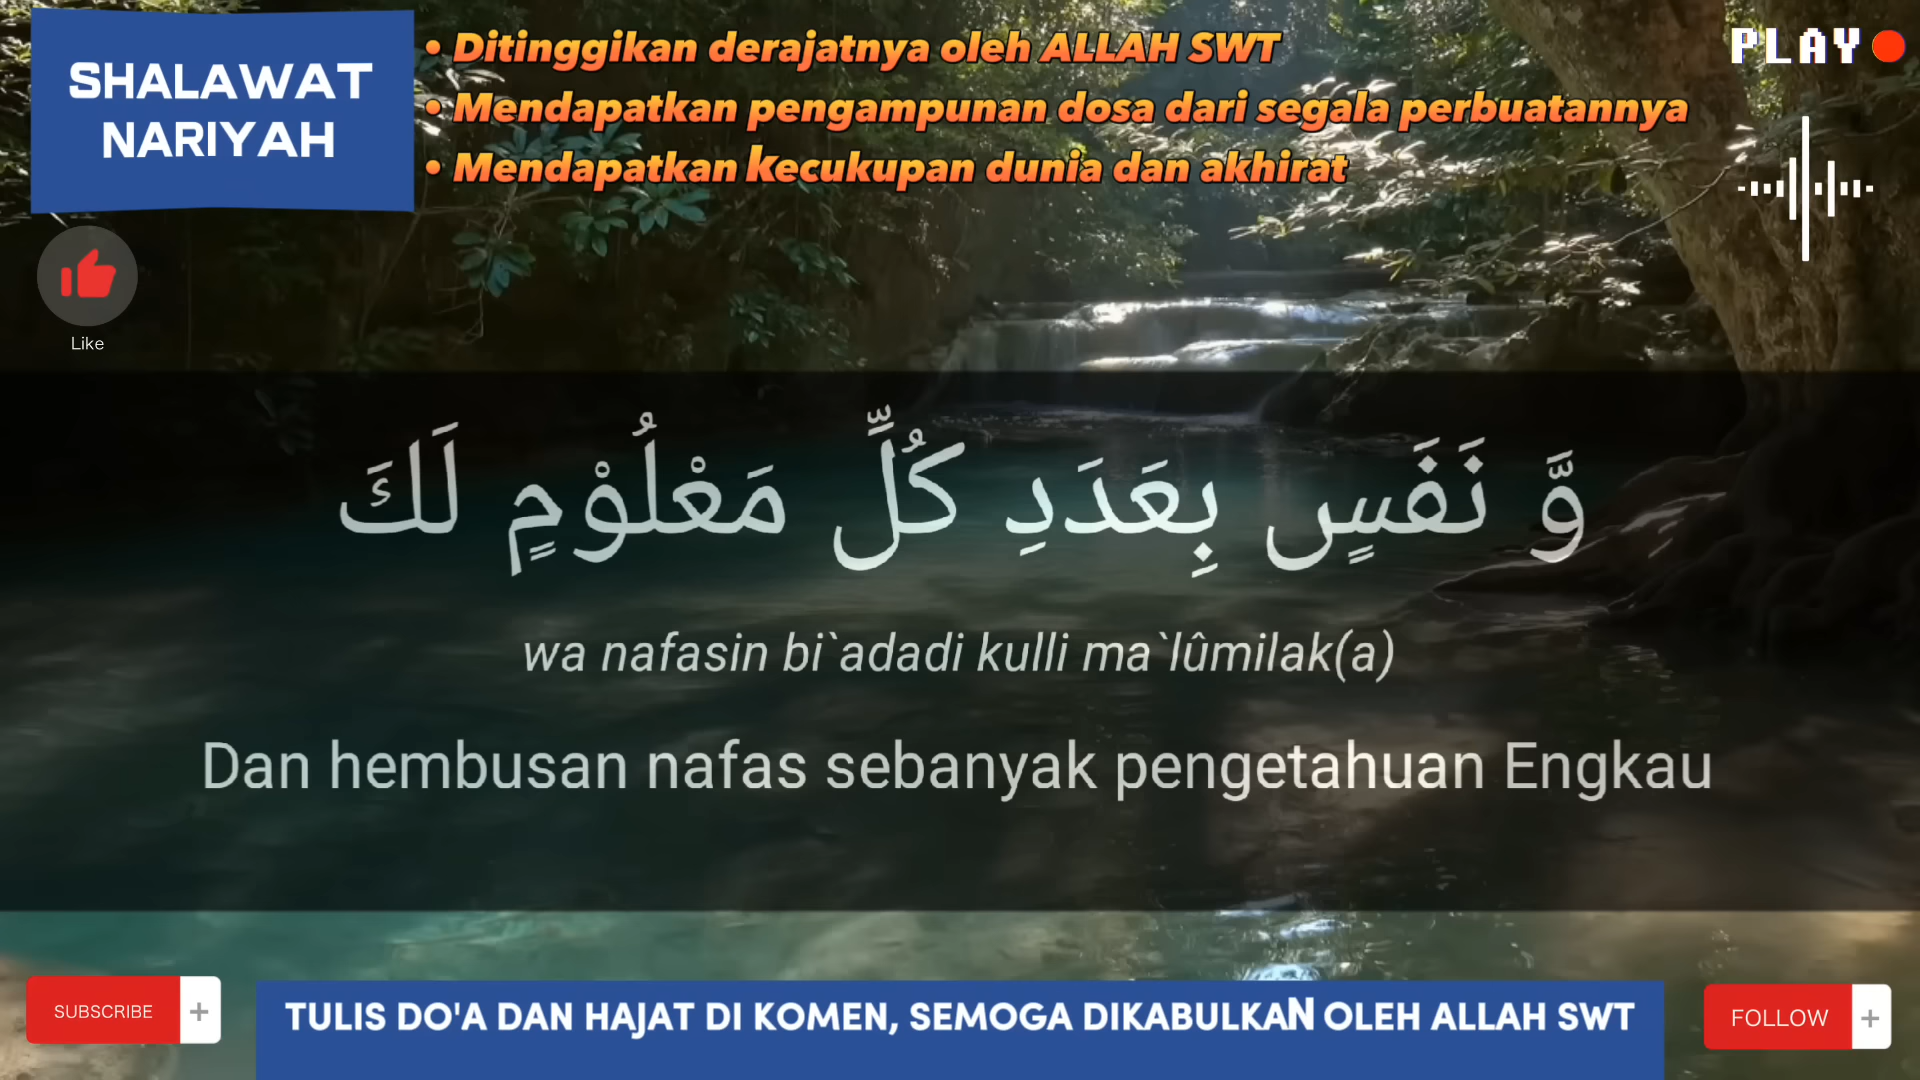 SHALAWAT
NARIYAH
• Ditinggikan derajatnya oleh ALLAH SWT
• Mendapatkan pengampunan dosa dari segala perbuatannya
• Mendapatkan kecukupan dunia dan akhirat
PLAY
Like
وَّ نَفَسٍ بِعَدَدِ كُلِّ مَعْلُوْمٍ لَكَ
wa nafasin bi`adadi kulli ma`lûmilak(a)
Dan hembusan nafas sebanyak pengetahuan Engkau
SUBSCRIBE +
TULIS DO'A DAN HAJAT DI KOMEN, SEMOGA DIKABULKAN OLEH ALLAH SWT
FOLLOW +